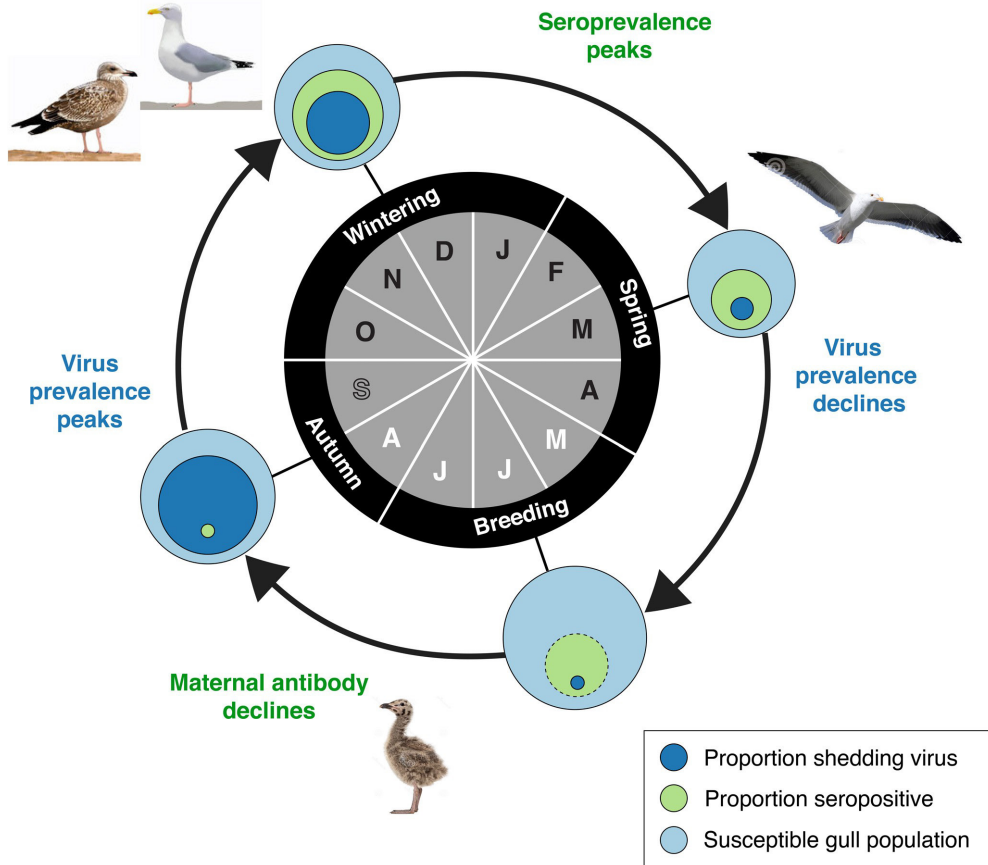 Seroprevalence
peaks
Wintering
D
J
N
F
Spring
O
M
Virus
prevalence
peaks
Virus
prevalence
declines
S
A
Autumn
A
M
J
J
Breeding
Maternal antibody
declines
Proportion shedding virus
Proportion seropositive
Susceptible gull population